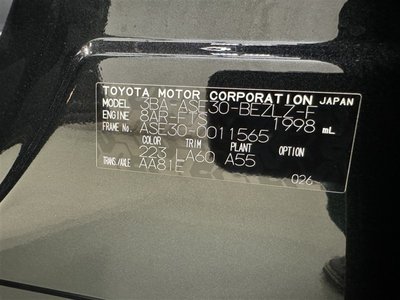 TOYOTA MOTOR CORPORATION JAPAN
MODEL 3BA-ASE30-BEZLZ-F
ENGINE 8AR-FTS 1998 mL
FRAME No. ASE30-0011565
COLOR TRIM PLANT OPTION
223 LA60 A55
TRANS./AXLE AA81E
026